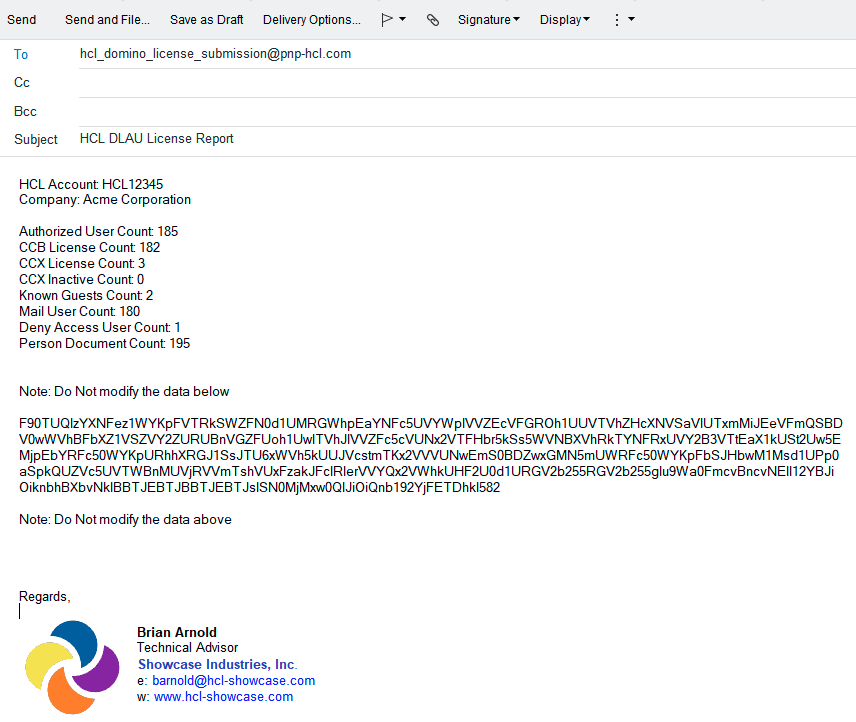 Send Send and File... Save as Draft Delivery Options... Signature Display
To hcl_domino_license_submission@pnp-hcl.com
Cc
Bcc
Subject HCL DLAU License Report
HCL Account: HCL12345
Company: Acme Corporation
Authorized User Count: 185
CCB License Count: 182
CCX License Count: 3
CCX Inactive Count: 0
Known Guests Count: 2
Mail User Count: 180
Deny Access User Count: 1
Person Document Count: 195
Note: Do Not modify the data below
Note: Do Not modify the data above
Regards,
Brian Arnold
Technical Advisor
Showcase Industries, Inc.
e: barnold@hcl-showcase.com
w: www.hcl-showcase.com